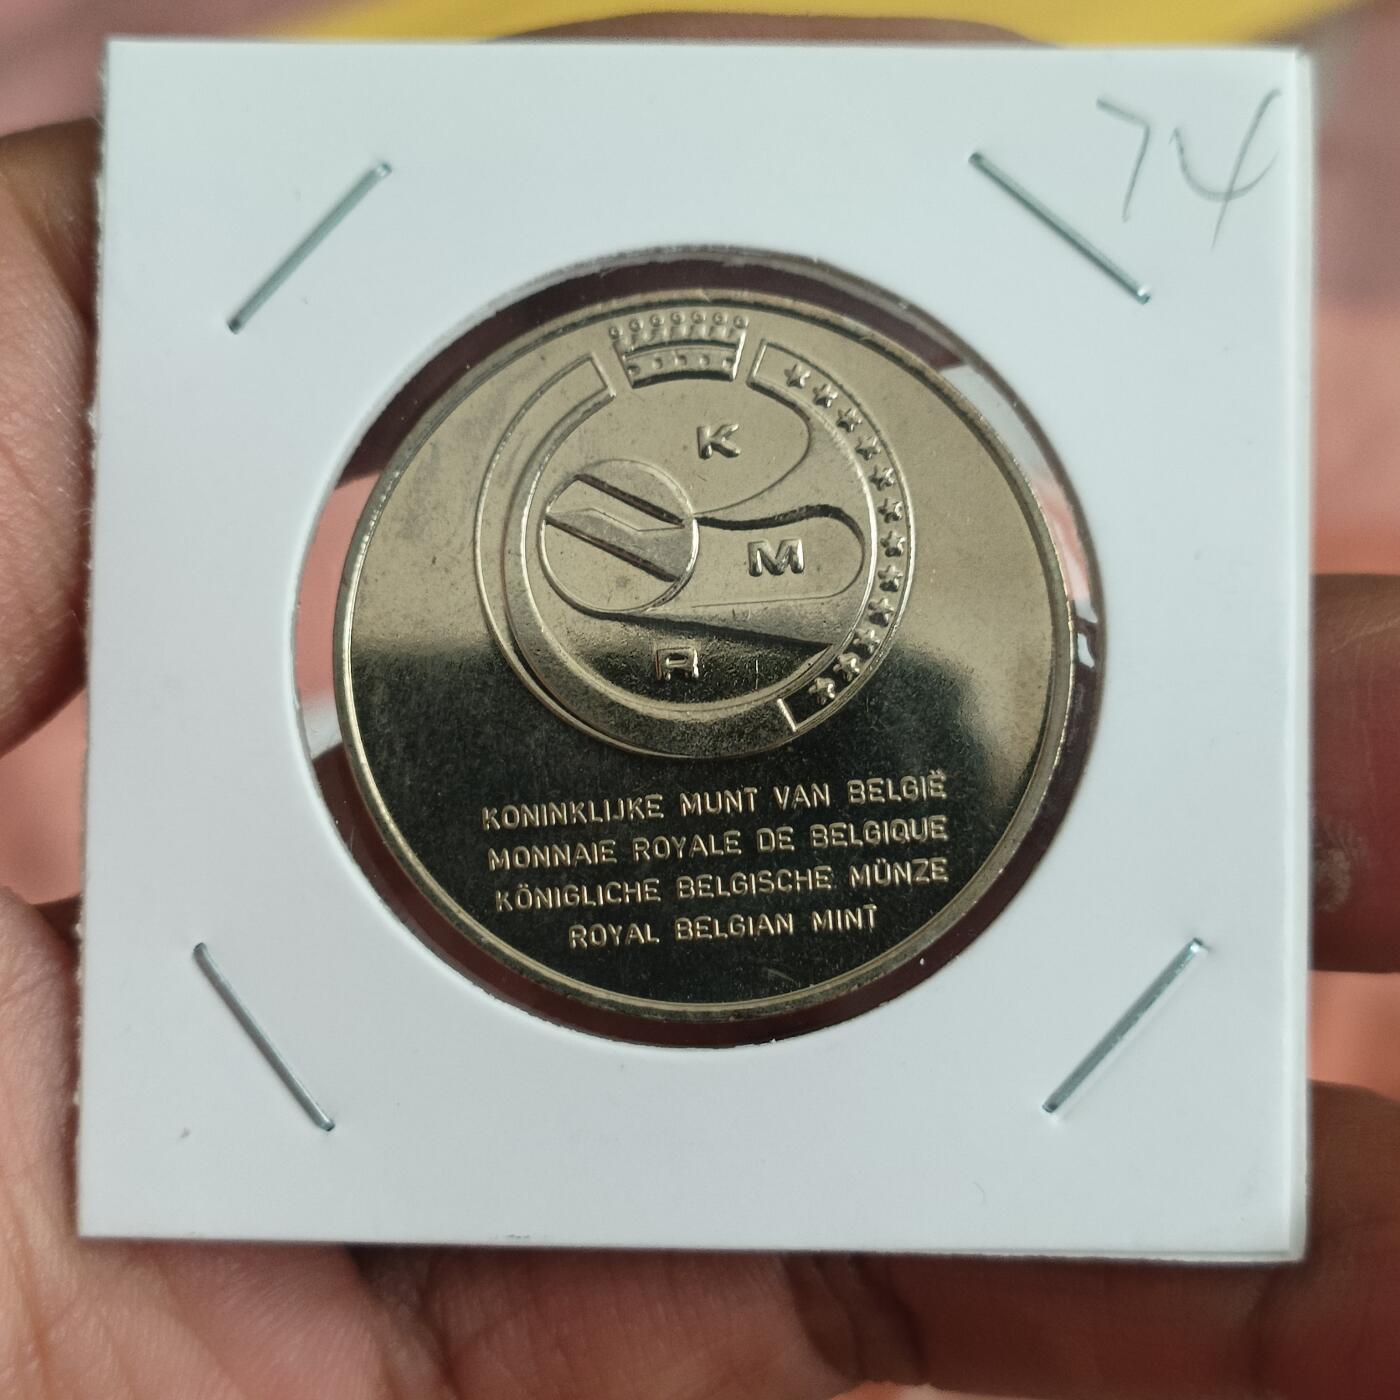 74
K
M
R
KONINKLIJKE MUNT VAN BELGIË
MONNAIE ROYALE DE BELGIQUE
KÖNIGLICHE BELGISCHE MÜNZE
ROYAL BELGIAN MINT